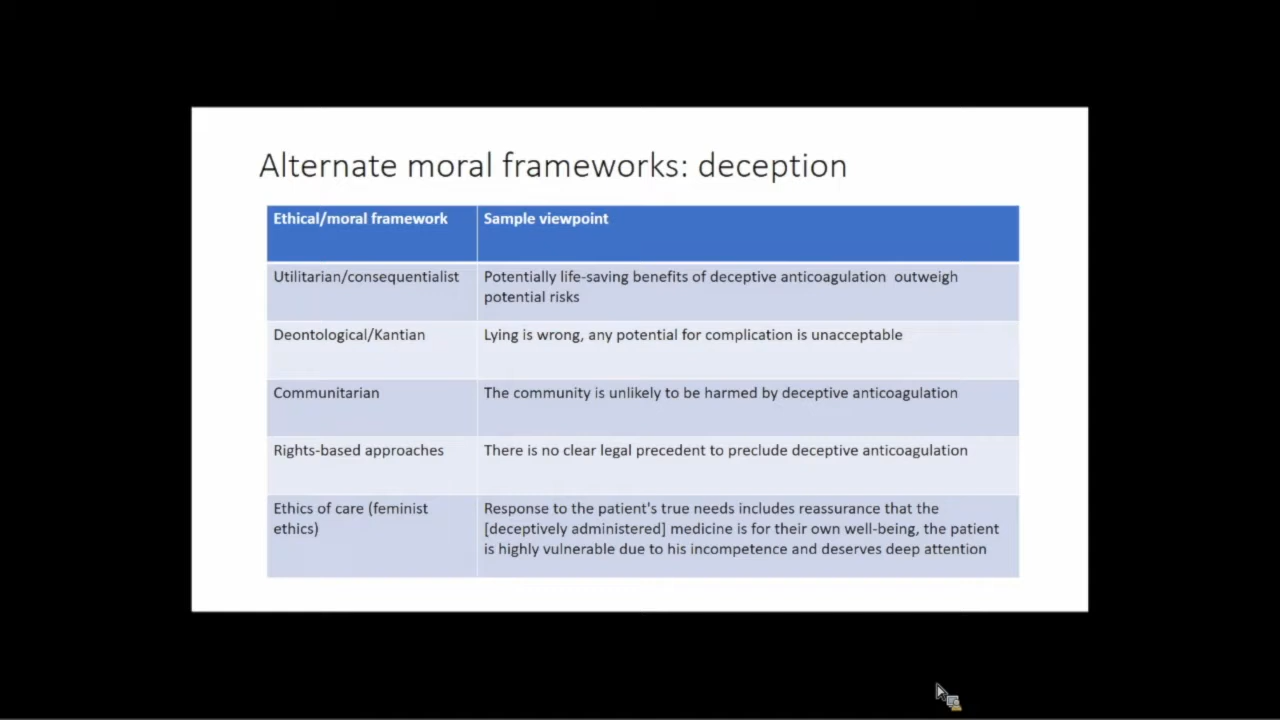 Alternate moral frameworks: deception
Ethical/moral framework
Sample viewpoint
Utilitarian/consequentialist
Potentially life-saving benefits of deceptive anticoagulation outweigh
potential risks
Deontological/Kantian
Lying is wrong, any potential for complication is unacceptable
Communitarian
The community is unlikely to be harmed by deceptive anticoagulation
Rights-based approaches
There is no clear legal precedent to preclude deceptive anticoagulation
Ethics of care (feminist
ethics)
Response to the patient's true needs includes reassurance that the
[deceptively administered] medicine is for their own well-being, the patient
is highly vulnerable due to his incompetence and deserves deep attention